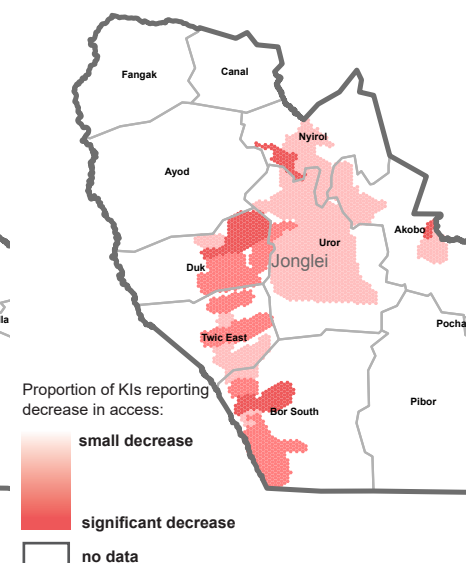 Fangak
Canal
Nyirol
Ayod
Akobo
Uror
Jonglei
Duk
lla
Pocha
Twic East
Pibor
Bor South
Proportion of KIs reporting
decrease in access:
small decrease
significant decrease
no data